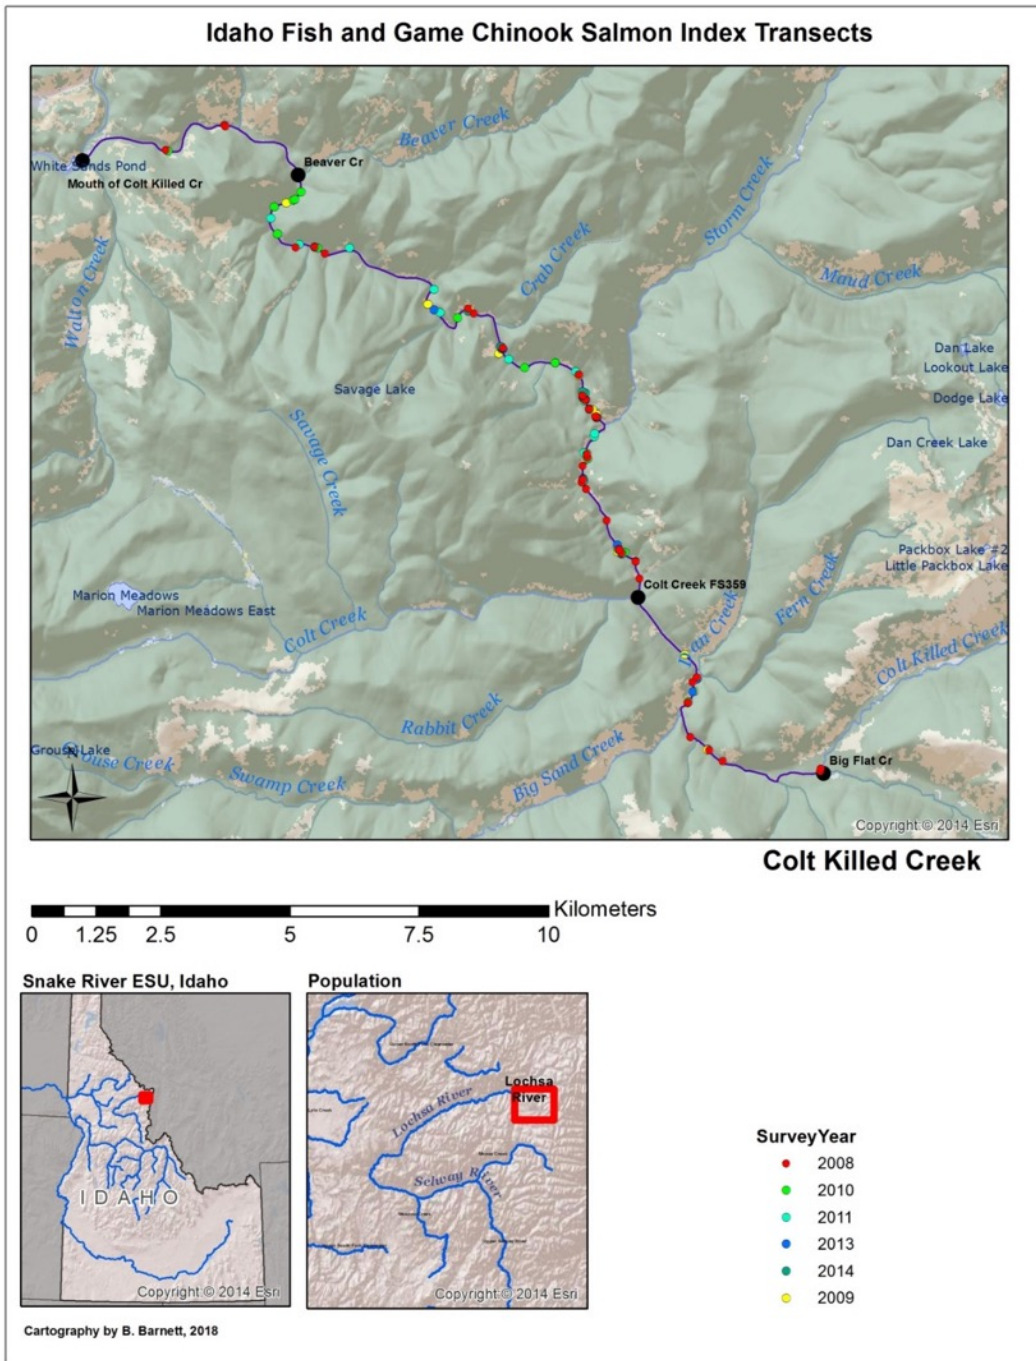 Idaho Fish and Game Chinook Salmon Index Transects
Beaver Creek
White Sands Pond
Beaver Cr
Mouth of Colt Killed Cr
Storm Creek
Crab Creek
Maud Creek
Walton Creek
Dan Lake
Lookout Lake
Savage Lake
Dodge Lake
Savage Creek
Dan Creek Lake
Packbox Lake #2
Little Packbox Lake
Colt Creek FS359
Fern Creek
Marion Meadows
Marion Meadows East
Colt Creek
Dan Creek
Colt Killed Creek
Rabbit Creek
Grouse Lake
Grouse Creek
Swamp Creek
Big Sand Creek
Big Flat Cr
Copyright:© 2014 Esri
Colt Killed Creek
Kilometers
0 1.25 2.5 5 7.5 10
Snake River ESU, Idaho
IDAHO
Copyright:© 2014 Esri
Population
Lochsa
River
Lochsa River
Selway River
Copyright:© 2014 Esri
SurveyYear
2008
2010
2011
2013
2014
2009
Cartography by B. Barnett, 2018